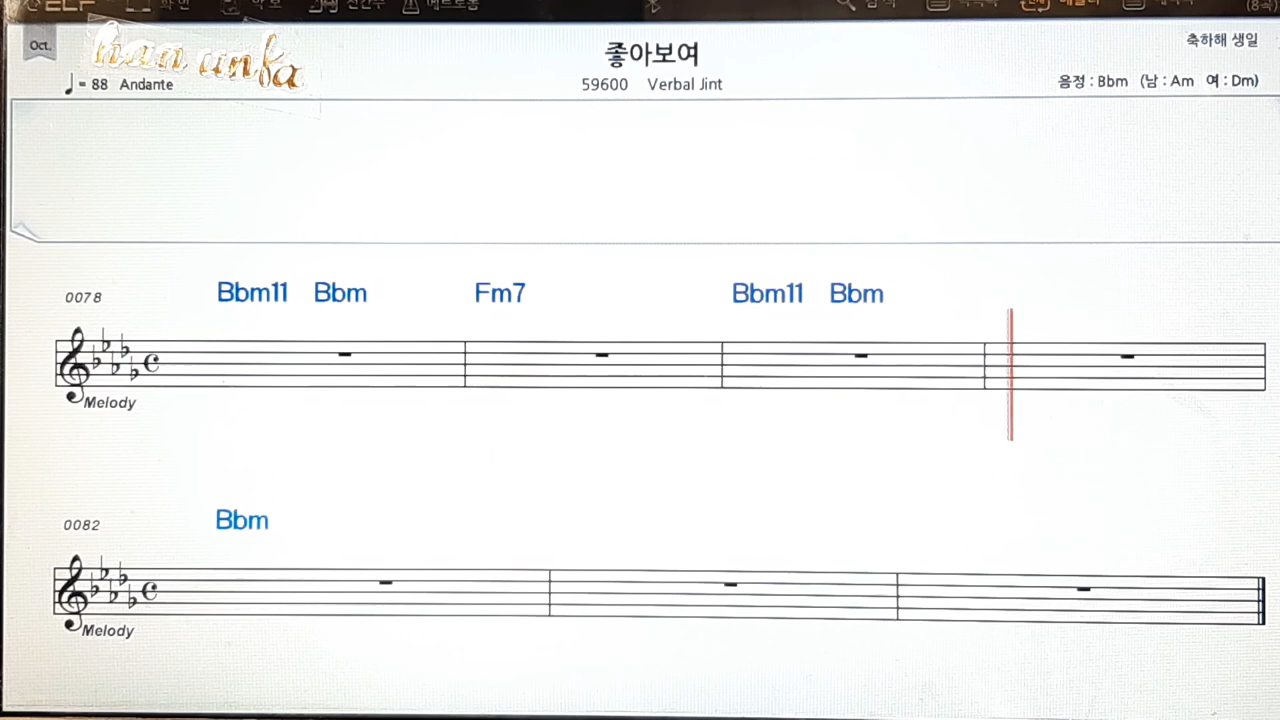 Oct.
han unfa
좋아보여
축하해 생일
♩= 88 Andante
59600 Verbal Jint
음정 : Bbm (남 : Am 여 : Dm)
0078
Bbm11 Bbm Fm7 Bbm11 Bbm
Melody
0082
Bbm
Melody